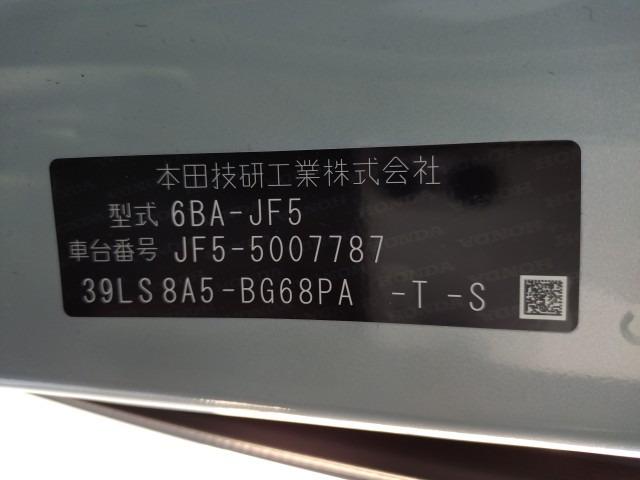 本田技研工業株式会社
型式 6BA-JF5
車台番号 JF5-5007787
39LS8A5-BG68PA -T -S